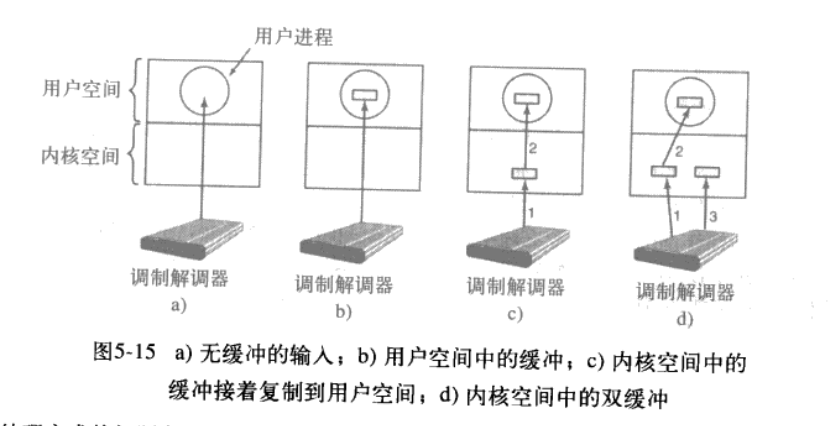 用户进程
用户空间
内核空间
2
2
1
1
3
调制解调器
调制解调器
调制解调器
调制解调器
a)
b)
c)
d)
图5-15 a) 无缓冲的输入；b) 用户空间中的缓冲；c) 内核空间中的
缓冲接着复制到用户空间；d) 内核空间中的双缓冲